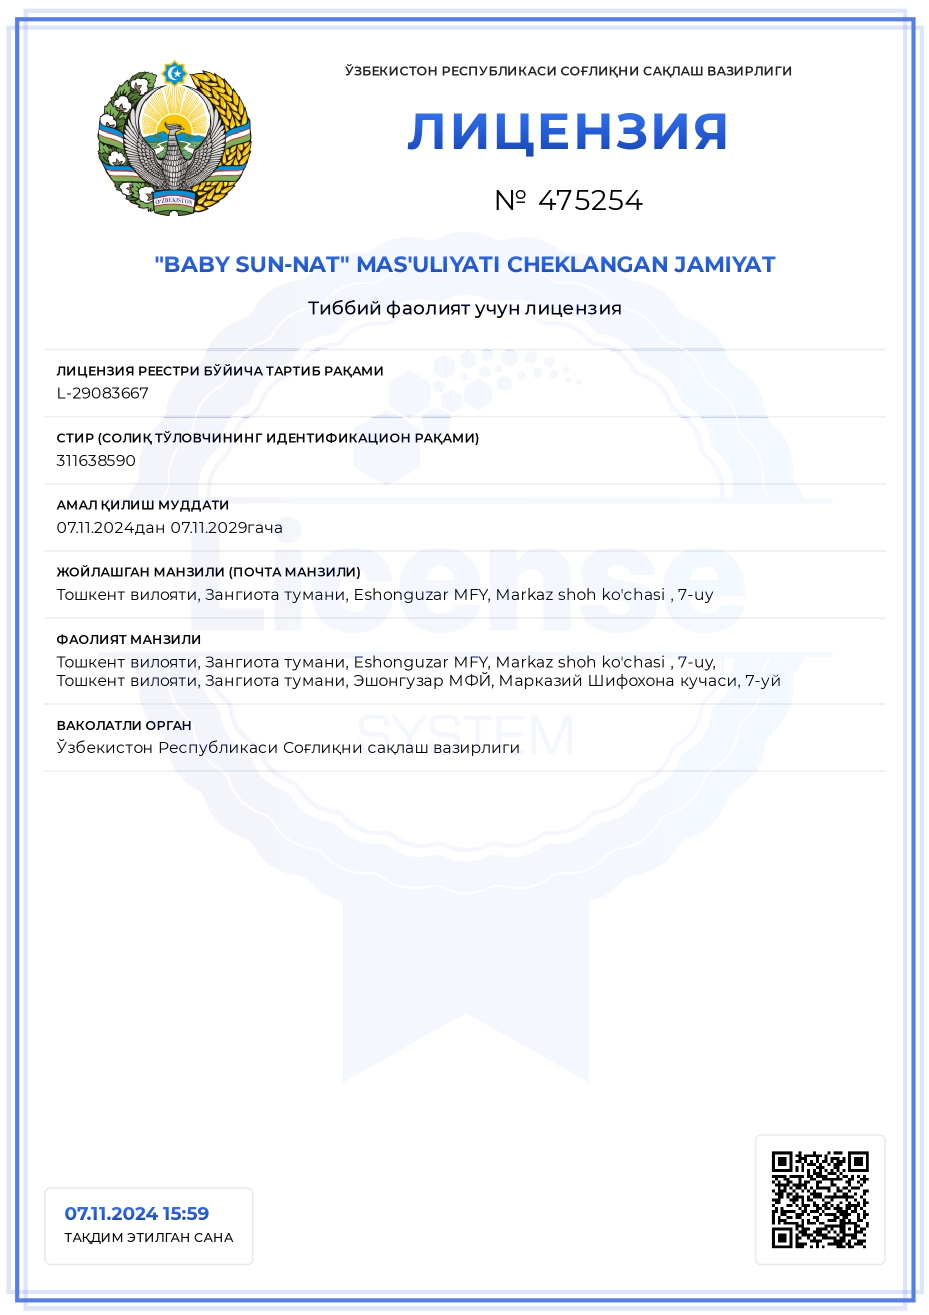 ЎЗБЕКИСТОН РЕСПУБЛИКАСИ СОҒЛИҚНИ САҚЛАШ ВАЗИРЛИГИ
ЛИЦЕНЗИЯ
№ 475254
O'ZBEKISTON
"BABY SUN-NAT" MAS'ULIYATI CHEKLANGAN JAMIYAT
Тиббий фаолият учун лицензия
ЛИЦЕНЗИЯ РЕЕСТРИ БЎЙИЧА ТАРТИБ РАҚАМИ
L-29083667
СТИР (СОЛИҚ ТЎЛОВЧИНИНГ ИДЕНТИФИКАЦИОН РАҚАМИ)
311638590
АМАЛ ҚИЛИШ МУДДАТИ
07.11.2024дан 07.11.2029гача
ЖОЙЛАШГАН МАНЗИЛИ (ПОЧТА МАНЗИЛИ)
Тошкент вилояти, Зангиота тумани, Eshonguzar MFY, Markaz shoh ko'chasi , 7-uy
License
ФАОЛИЯТ МАНЗИЛИ
Тошкент вилояти, Зангиота тумани, Eshonguzar MFY, Markaz shoh ko'chasi , 7-uy,
Тошкент вилояти, Зангиота тумани, Эшонгузар МФЙ, Марказий Шифохона кучаси, 7-уй
ВАКОЛАТЛИ ОРГАН
SYSTEM
Ўзбекистон Республикаси Соғлиқни сақлаш вазирлиги
07.11.2024 15:59
ТАҚДИМ ЭТИЛГАН САНА